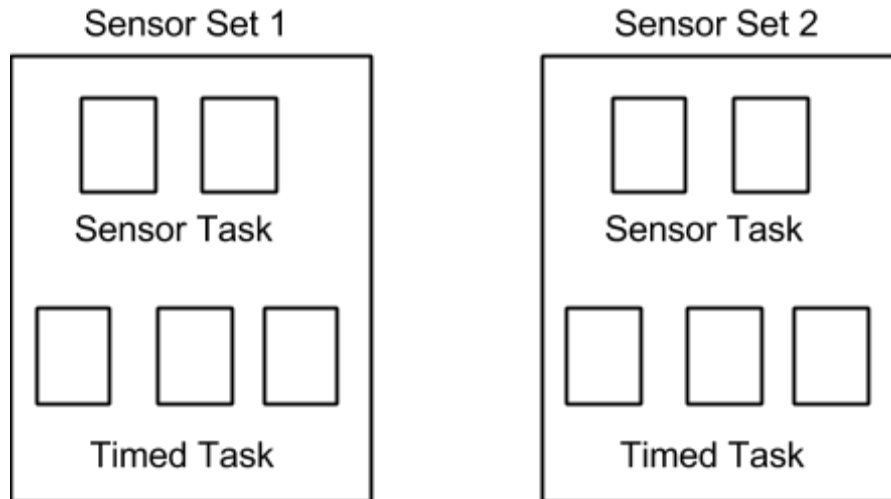 Sensor Set 1
Sensor Set 2
Sensor Task
Sensor Task
Timed Task
Timed Task